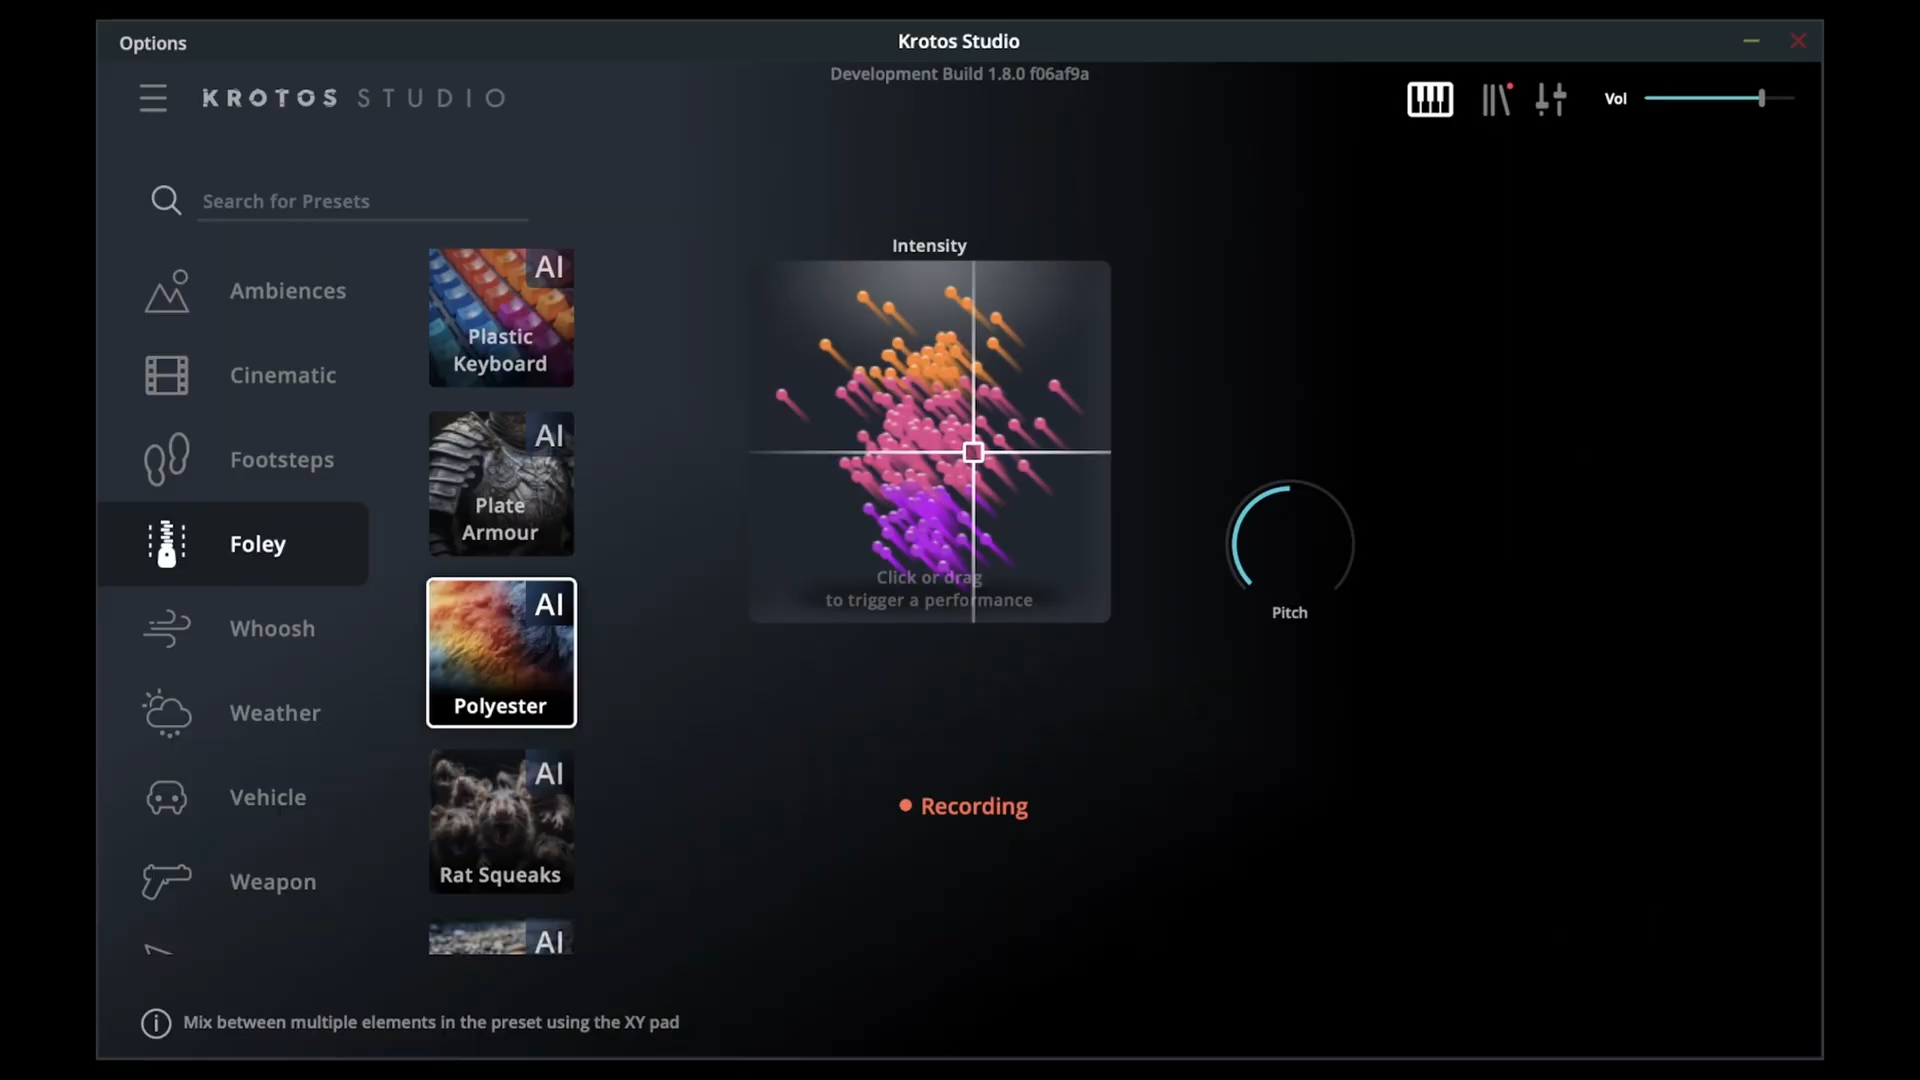 Options
Krotos Studio
Development Build 1.8.0 f06af9a
KROTOS STUDIO
Vol
Search for Presets
Ambiences
Cinematic
Footsteps
Foley
Whoosh
Weather
Vehicle
Weapon
AI
Plastic
Keyboard
AI
Plate
Armour
AI
Polyester
AI
Rat Squeaks
AI
Intensity
Click or drag
to trigger a performance
Pitch
Recording
Mix between multiple elements in the preset using the XY pad